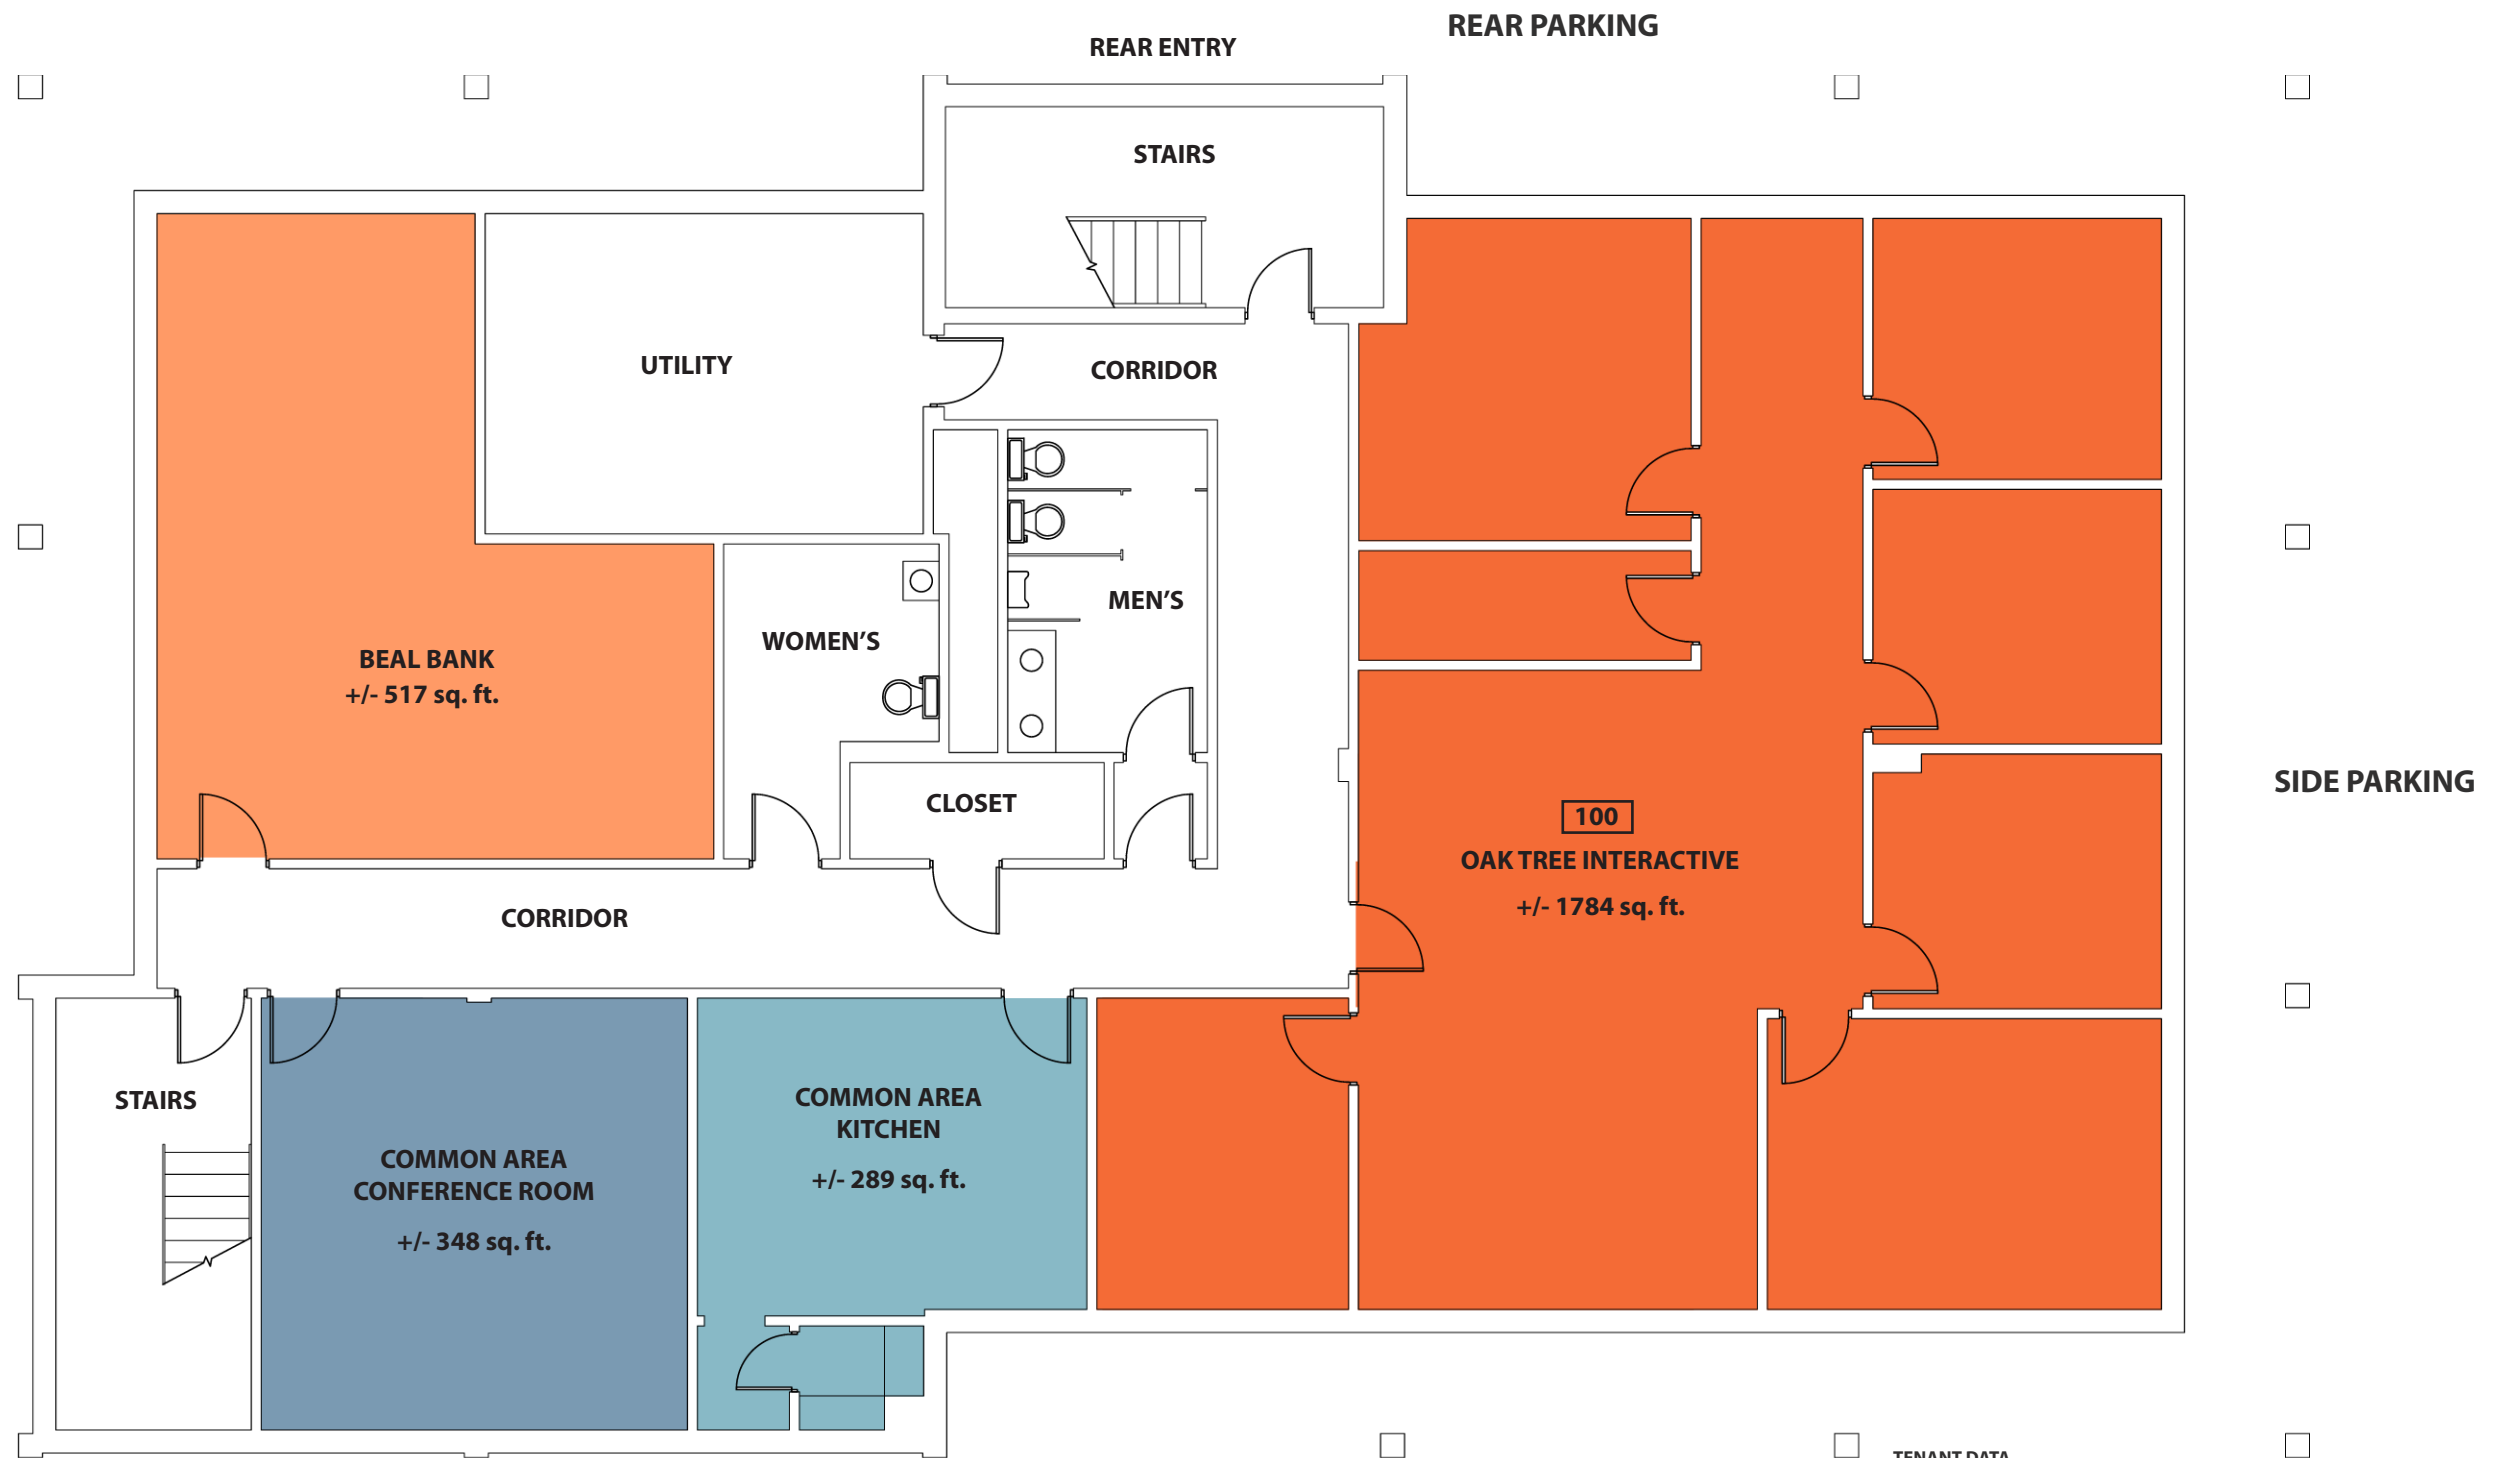 REAR PARKING
REAR ENTRY
STAIRS
UTILITY
CORRIDOR
MEN’S
WOMEN’S
BEAL BANK
+/- 517 sq. ft.
SIDE PARKING
CLOSET
100
OAK TREE INTERACTIVE
+/- 1784 sq. ft.
CORRIDOR
STAIRS
COMMON AREA
KITCHEN
+/- 289 sq. ft.
COMMON AREA
CONFERENCE ROOM
+/- 348 sq. ft.
TENANT DATA